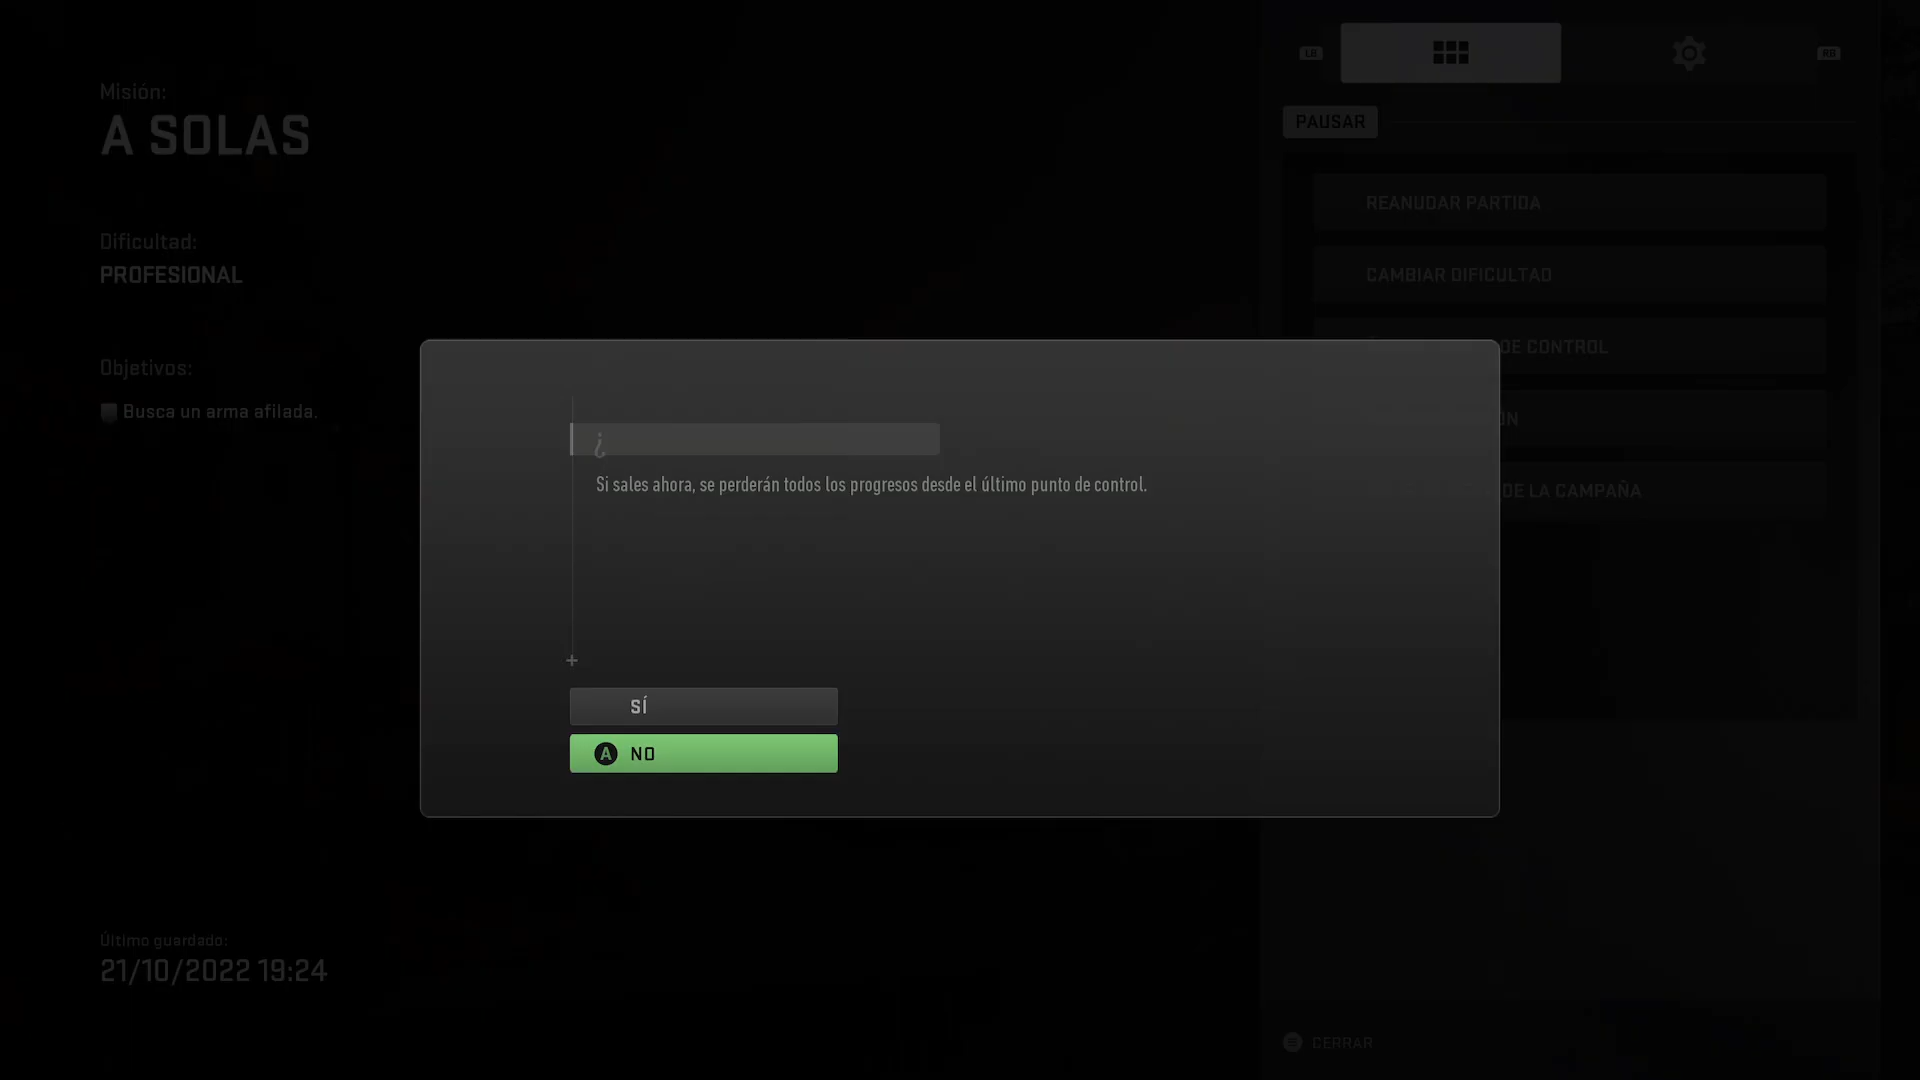 Misión:
A SOLAS
Dificultad:
PROFESIONAL
Objetivos:
Busca un arma afilada.
Último guardado:
21/10/2022 19:24
LB
RB
PAUSAR
REANUDAR PARTIDA
CAMBIAR DIFICULTAD
DE CONTROL
DE LA CAMPAÑA
¿
Si sales ahora, se perderán todos los progresos desde el último punto de control.
SÍ
A NO
CERRAR